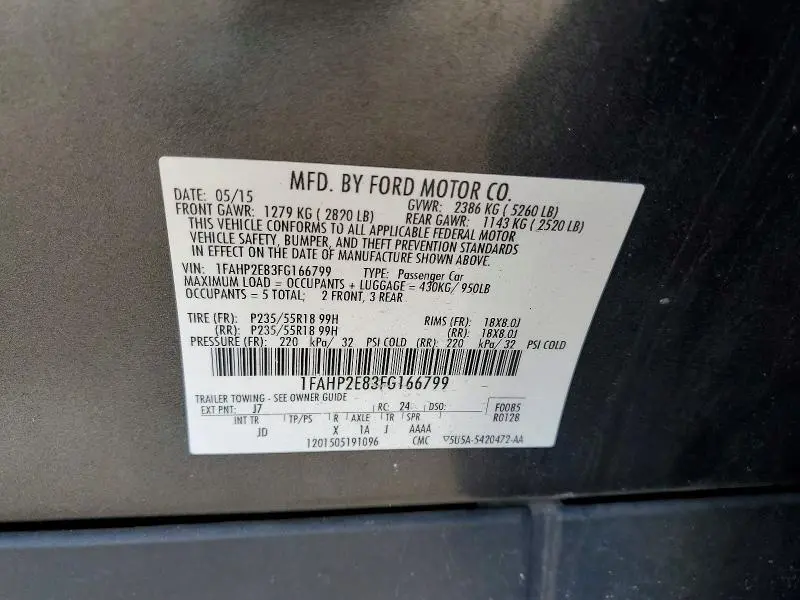 MFD. BY FORD MOTOR CO.
DATE: 05/15 GVWR: 2386 KG ( 5260 LB)
FRONT GAWR: 1279 KG ( 2820 LB) REAR GAWR: 1143 KG ( 2520 LB)
THIS VEHICLE CONFORMS TO ALL APPLICABLE FEDERAL MOTOR
VEHICLE SAFETY, BUMPER, AND THEFT PREVENTION STANDARDS
IN EFFECT ON THE DATE OF MANUFACTURE SHOWN ABOVE.
VIN: 1FAHP2E83FG166799 TYPE: Passenger Car
MAXIMUM LOAD = OCCUPANTS + LUGGAGE = 430KG/ 950LB
OCCUPANTS = 5 TOTAL; 2 FRONT, 3 REAR
TIRE (FR): P235/55R18 99H RIMS (FR): 18X8.0J
(RR): P235/55R18 99H (RR): 18X8.0J
PRESSURE (FR): 220 kPa/ 32 PSI COLD (RR): 220 kPa/ 32 PSI COLD
1FAHP2E83FG166799
TRAILER TOWING - SEE OWNER GUIDE
EXT PNT: J7 RC: 24 DSO: F0085
INT TR TP/PS R AXLE TR SPR R0128
JD X 1A J AAAA
1201505191096 CMC ▽5U5A-5420472-AA